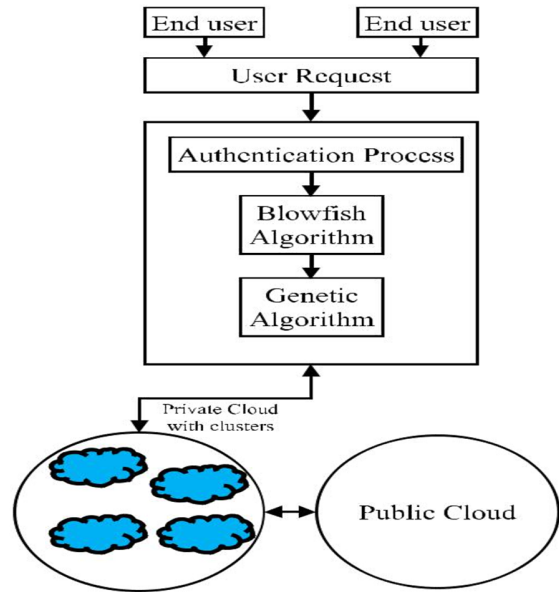 End user
End user
User Request
Authentication Process
Blowfish
Algorithm
Genetic
Algorithm
Private Cloud
with clusters
Public Cloud